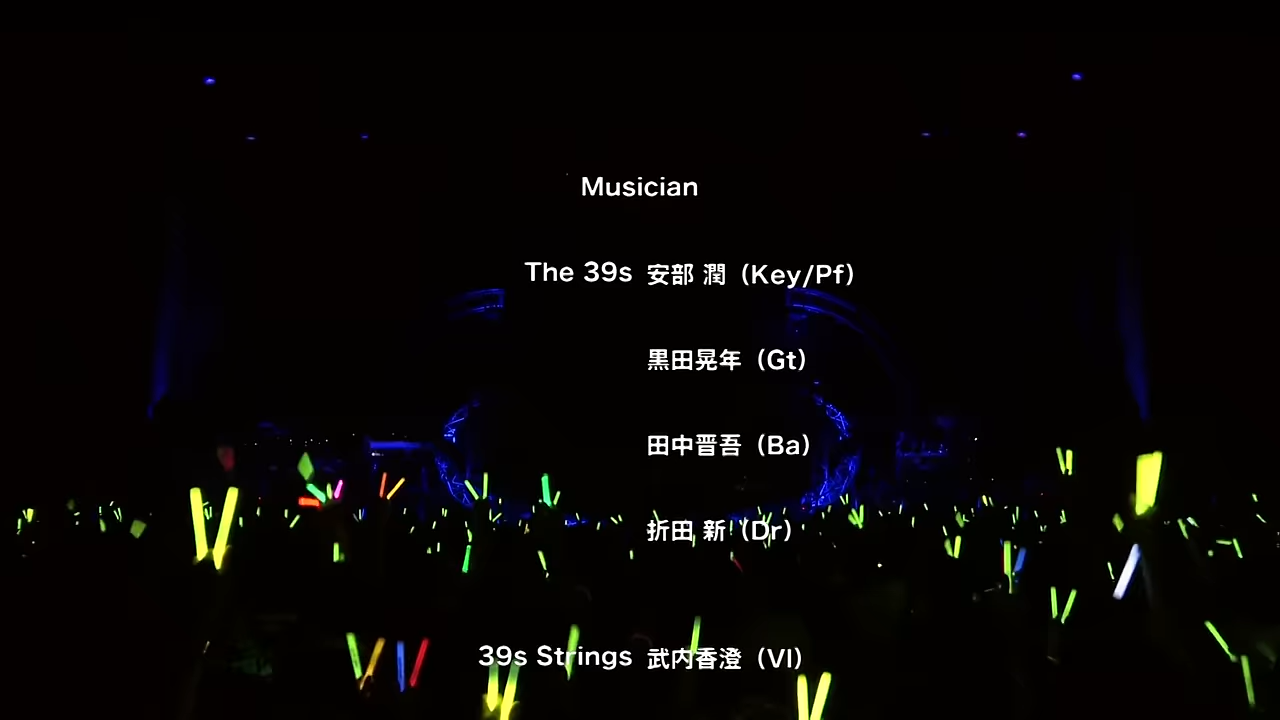 Musician
The 39s 安部 潤（Key/Pf）
黒田晃年（Gt）
田中晋吾（Ba）
折田 新（Dr）
39s Strings 武内香澄（Vl）